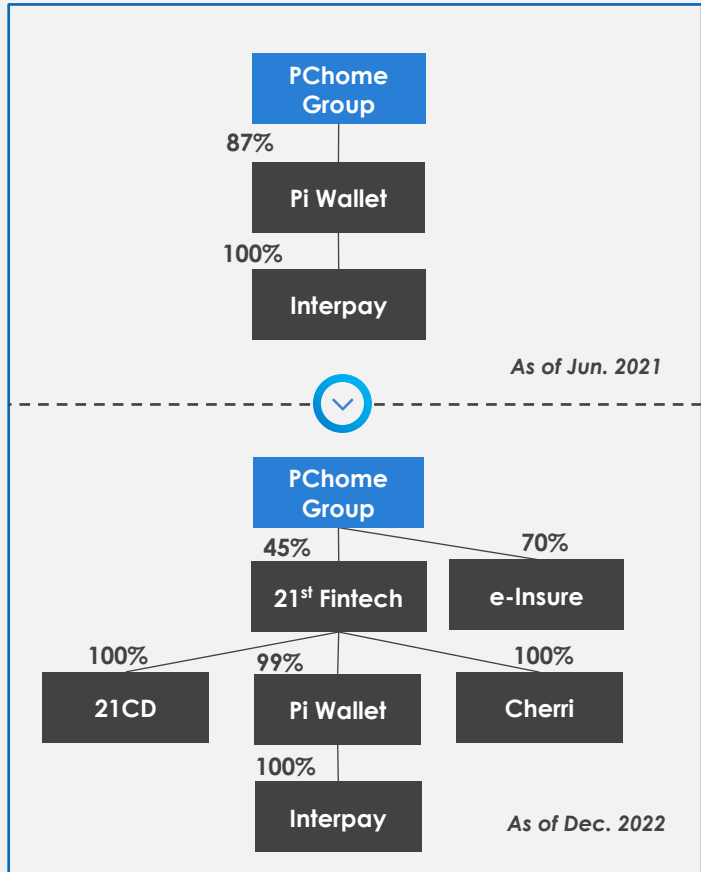 PChome
Group
87%
Pi Wallet
100%
Interpay
As of Jun. 2021
PChome
Group
45%
70%
21st Fintech
e-Insure
100%
99%
100%
21CD
Pi Wallet
Cherri
100%
Interpay
As of Dec. 2022